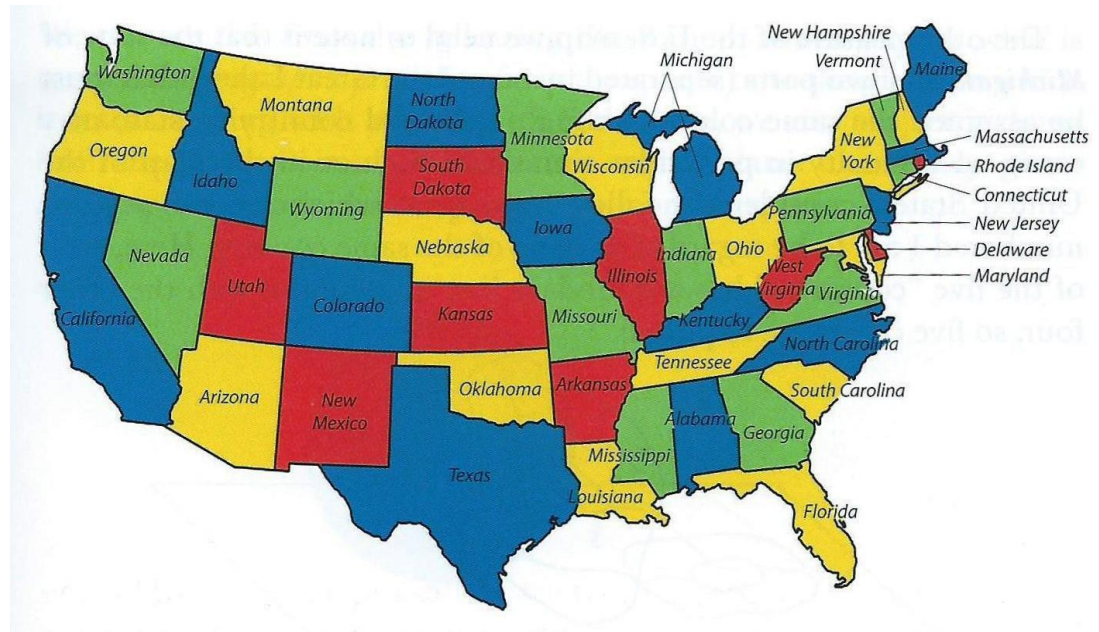 New Hampshire
Vermont
Michigan
Maine
Washington
Montana
North
Dakota
Minnesota
Oregon
Idaho
South
Dakota
Wisconsin
New
York
Massachusetts
Rhode Island
Connecticut
New Jersey
Delaware
Maryland
Wyoming
Nebraska
Iowa
Pennsylvania
Nevada
Utah
Colorado
Kansas
Missouri
Illinois
Indiana
Ohio
West
Virginia
Virginia
California
Kentucky
North Carolina
Tennessee
Arizona
New
Mexico
Oklahoma
Arkansas
South Carolina
Texas
Louisiana
Mississippi
Alabama
Georgia
Florida